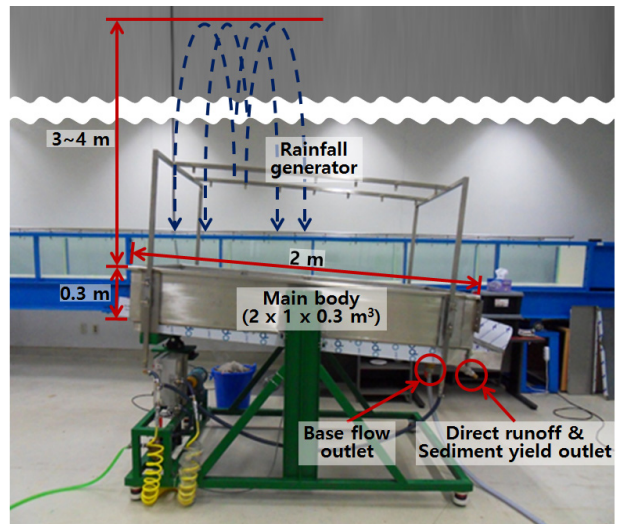 3~4 m
Rainfall
generator
2 m
0.3 m
Main body
(2 x 1 x 0.3 m³)
Base flow
outlet
Direct runoff &
Sediment yield outlet